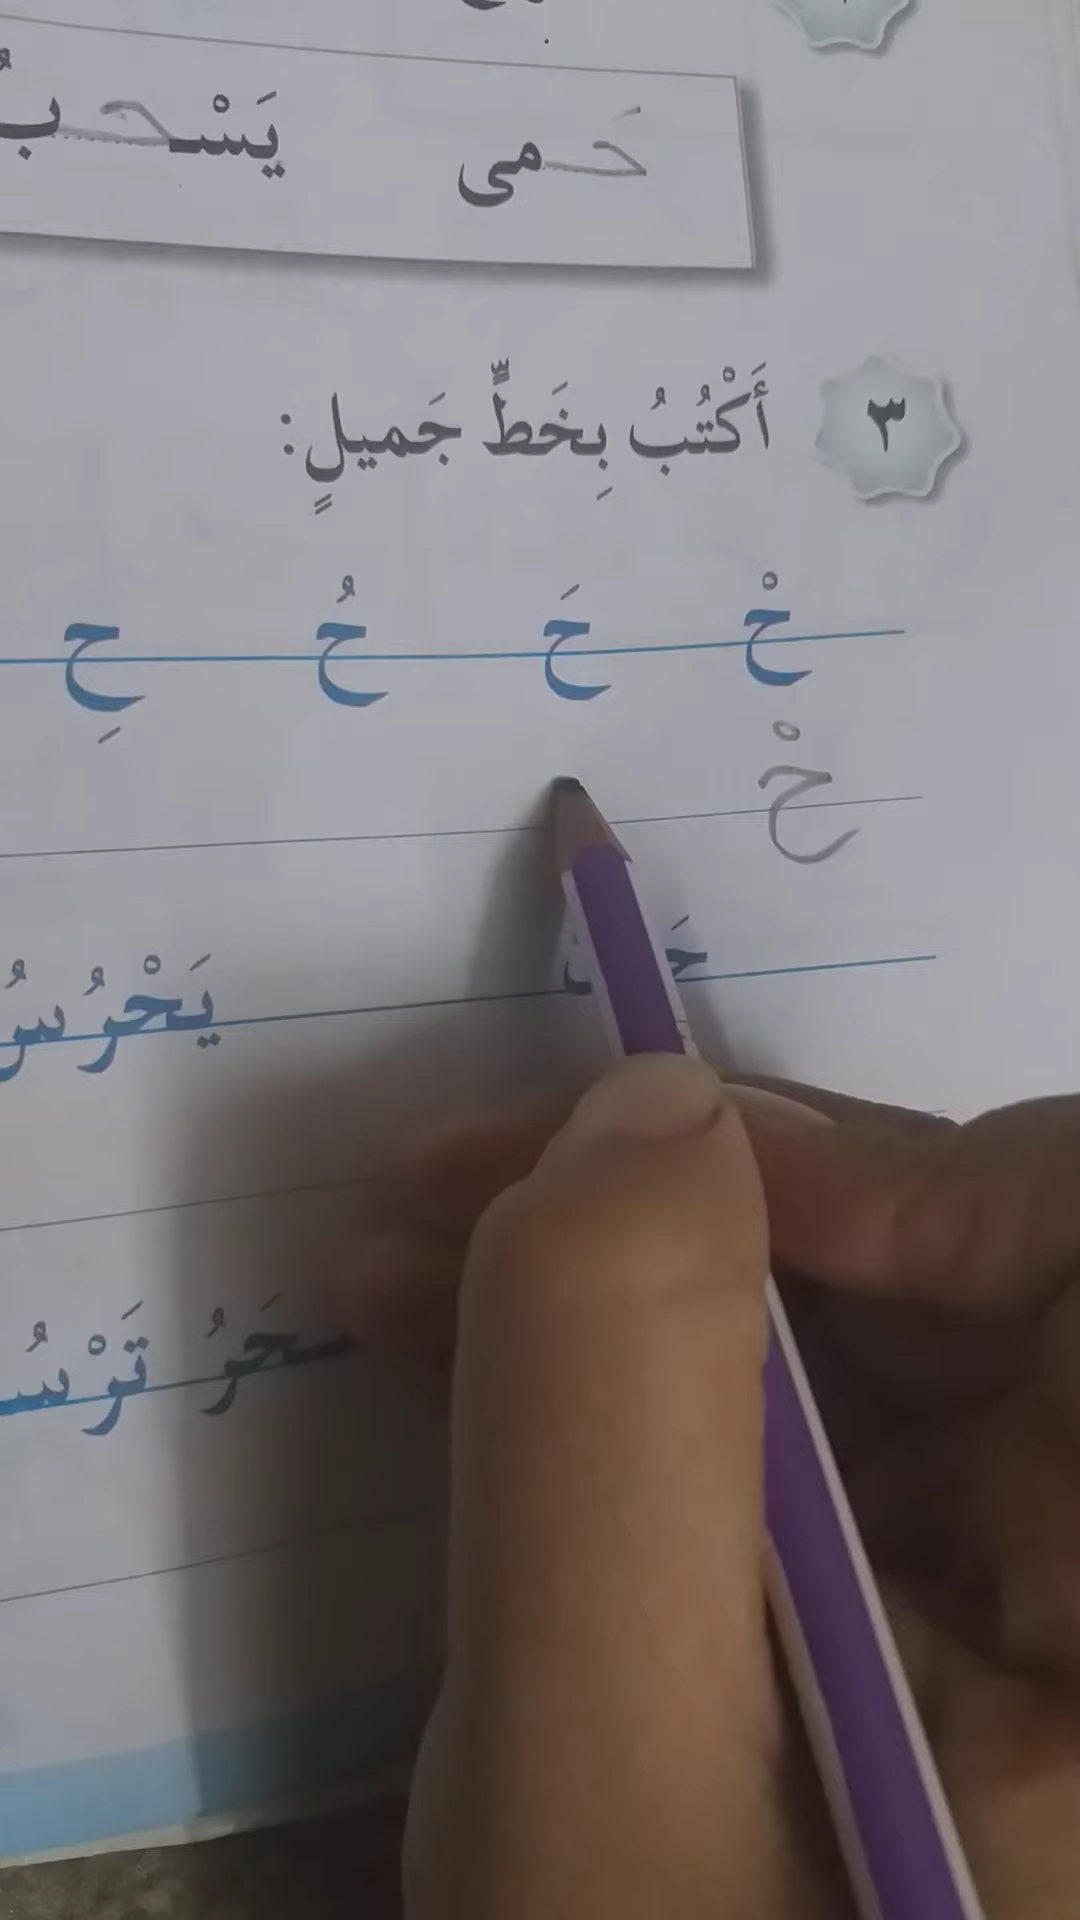 حَمى يَسْحَبُ
٣ أَكْتُبُ بِخَطٍّ جَميلٍ:
حْ حَ حُ حِ
حْ
يَحْرُسُ